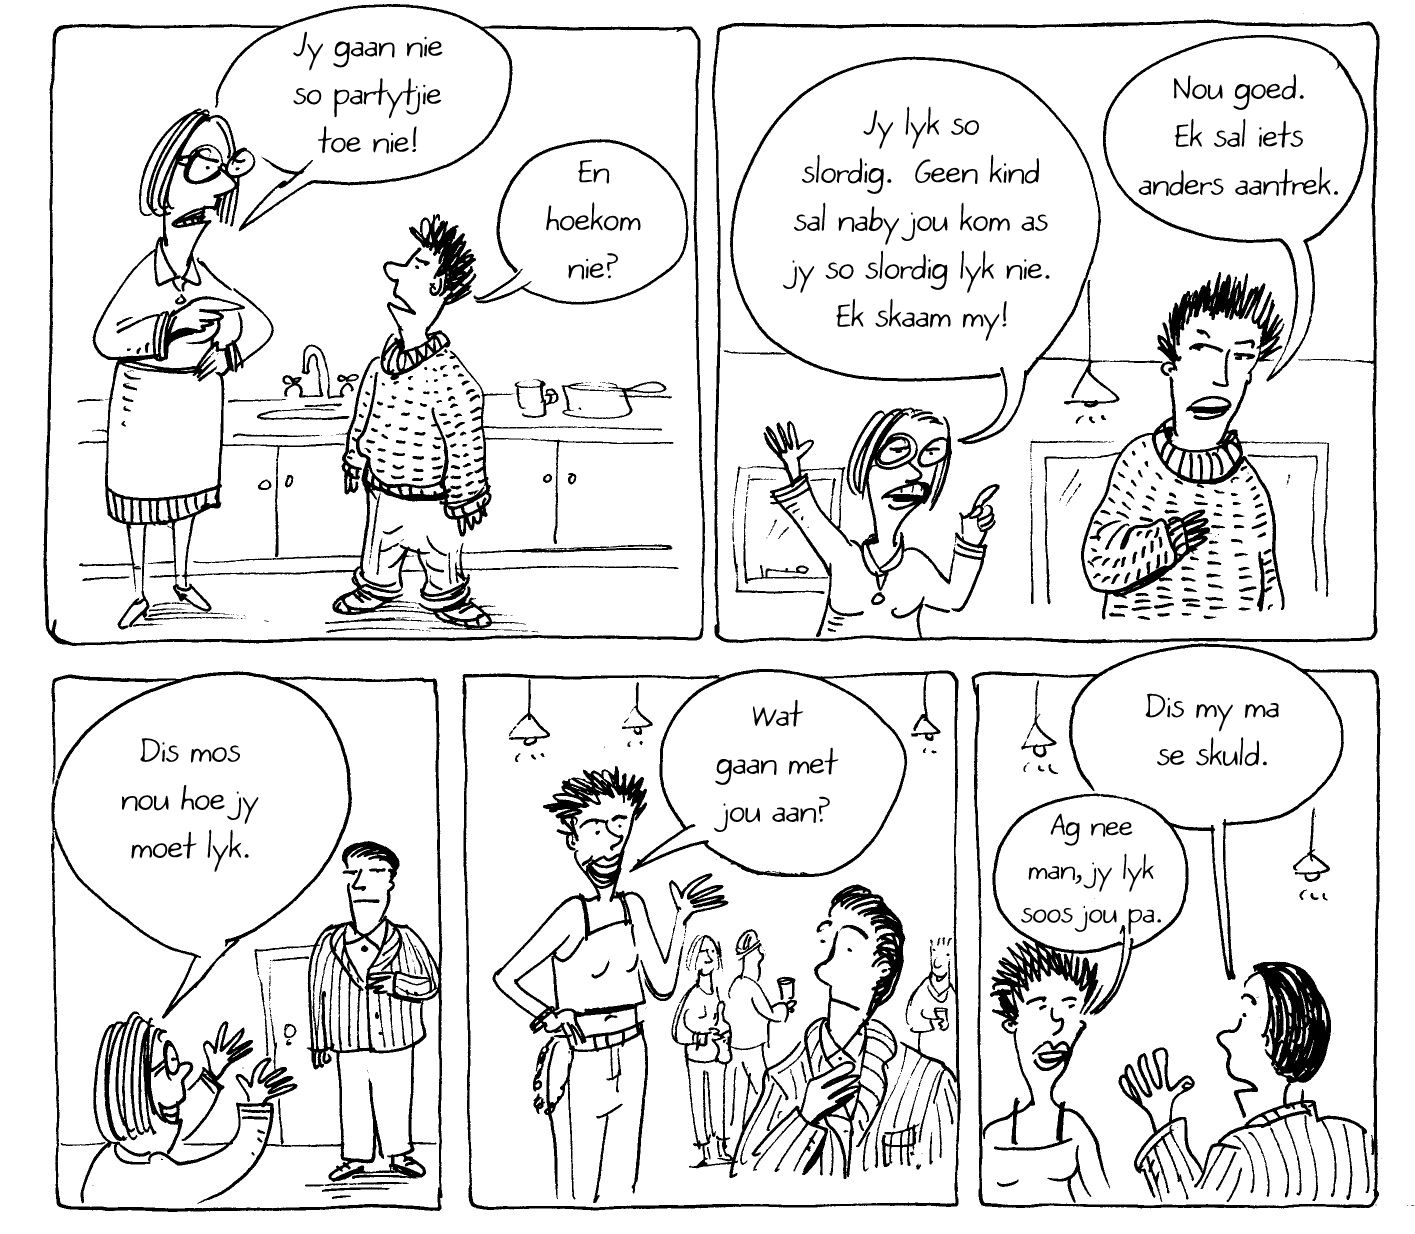 Jy gaan nie
so partytjie
toe nie!
En
hoekom
nie?
Jy lyk so
slordig. Geen kind
sal naby jou kom as
jy so slordig lyk nie.
Ek skaam my!
Nou goed.
Ek sal iets
anders aantrek.
Dis mos
nou hoe jy
moet lyk.
Wat
gaan met
jou aan?
Dis my ma
se skuld.
Ag nee
man, jy lyk
soos jou pa.